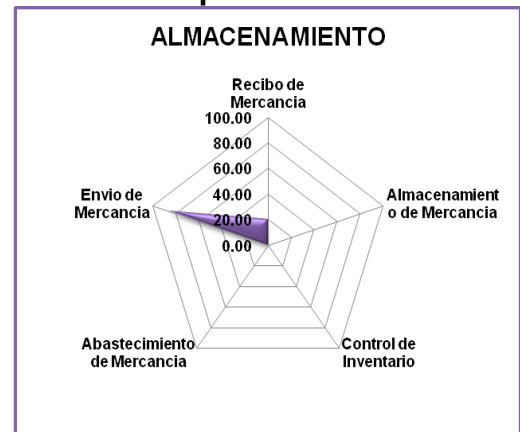 ALMACENAMIENTO
Recibo de
Mercancia
100.00
80.00
60.00
40.00
20.00
0.00
Envio de
Mercancia
Almacenamient
o de Mercancia
Abastecimiento
de Mercancia
Control de
Inventario